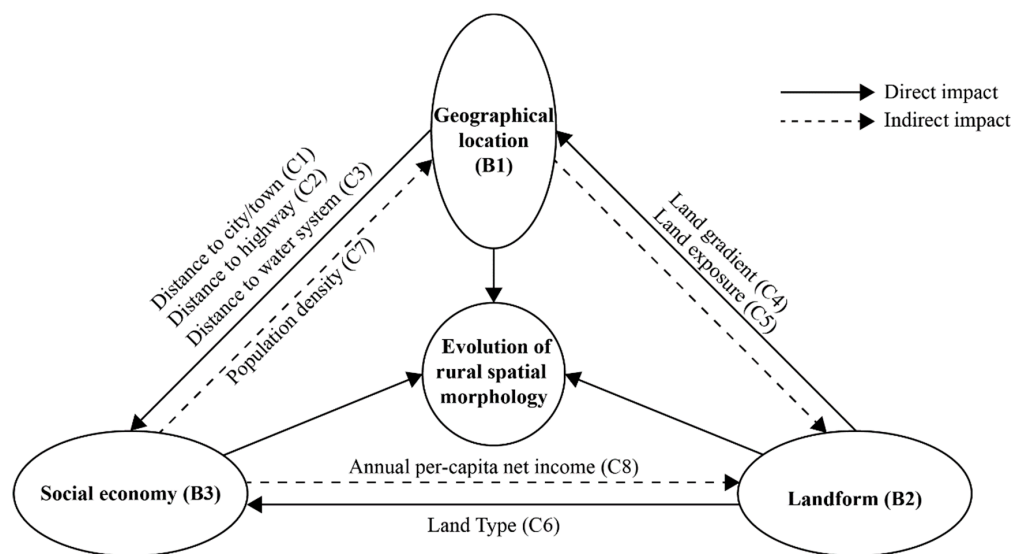 Geographical
location
(B1)
Direct impact
Indirect impact
Distance to city/town (C1)
Distance to highway (C2)
Distance to water system (C3)
Population density (C7)
Land gradient (C4)
Land exposure (C5)
Evolution of
rural spatial
morphology
Annual per-capita net income (C8)
Social economy (B3)
Landform (B2)
Land Type (C6)